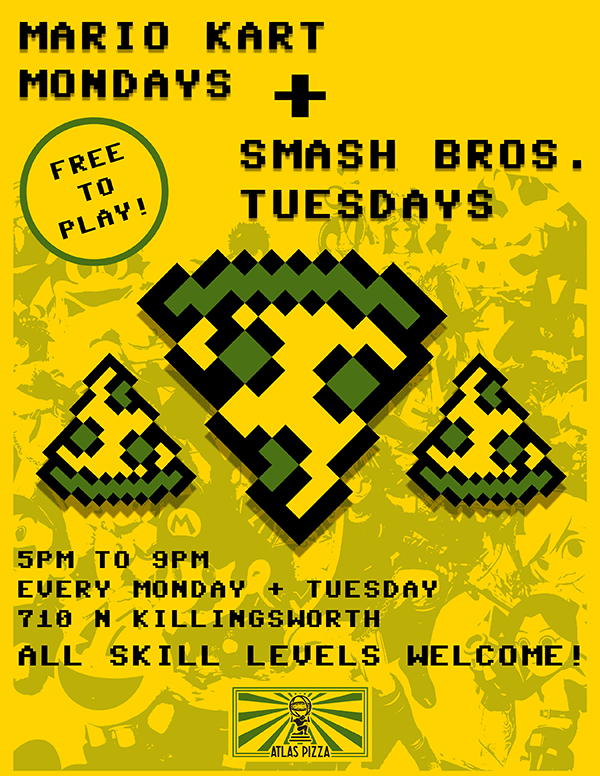 MARIO KART
MONDAYS +
SMASH BROS.
TUESDAYS
FREE
TO
PLAY!
M
5PM TO 9PM
EVERY MONDAY + TUESDAY
710 N KILLINGSWORTH
ALL SKILL LEVELS WELCOME!
ATLAS PIZZA